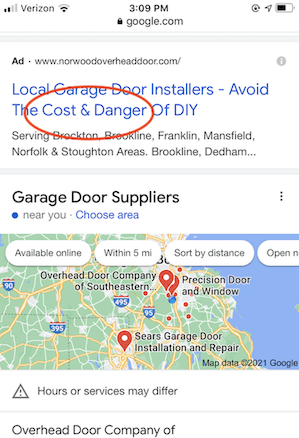 Verizon
3:09 PM
google.com
Ad · www.norwoodoverheaddoor.com/
Local Garage Door Installers - Avoid
The Cost & Danger Of DIY
Serving Brockton, Brookline, Franklin, Mansfield,
Norfolk & Stoughton Areas. Brookline, Dedham...
Garage Door Suppliers
near you · Choose area
Available online
Within 5 mi
Sort by distance
Open n
Overhead Door Company
of Southeastern...
Precision Door
and Window
90
495
95
395
Sears Garage Door
Installation and Repair
Map data ©2021 Google
Hours or services may differ
Overhead Door Company of